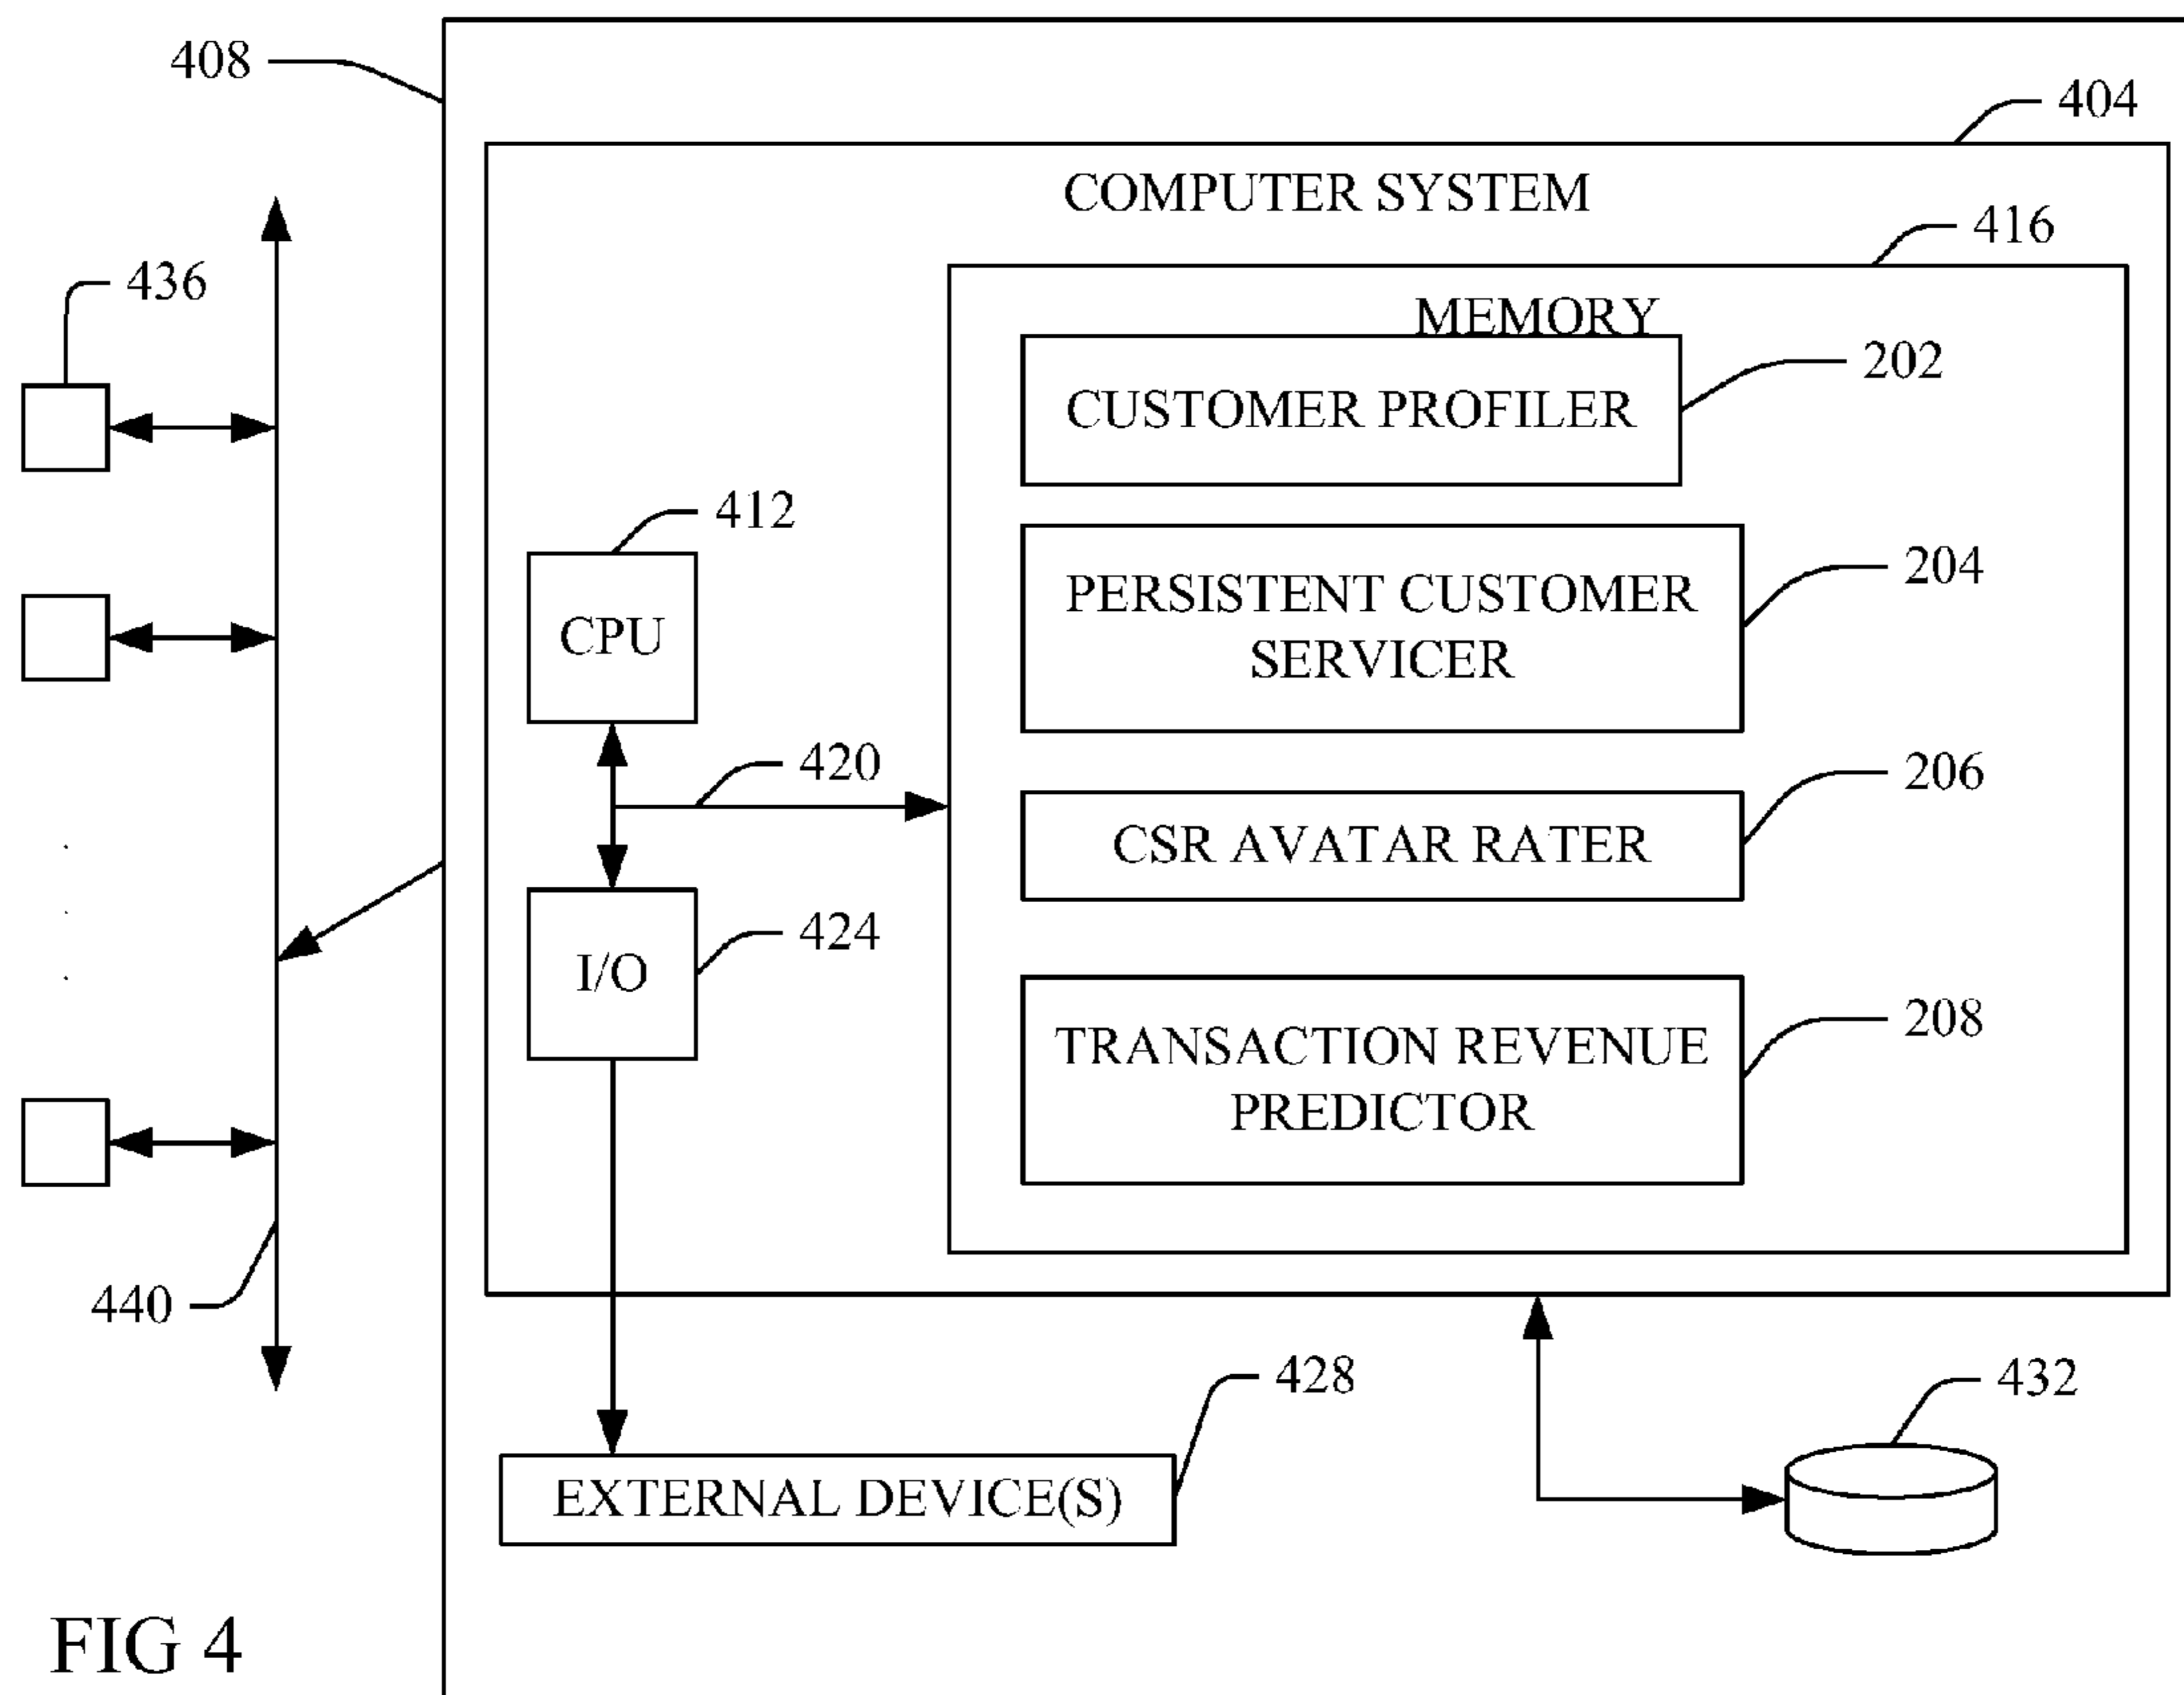 408
404
COMPUTER SYSTEM
416
436
MEMORY
202
CUSTOMER PROFILER
412
204
PERSISTENT CUSTOMER
SERVICER
CPU
420
206
CSR AVATAR RATER
424
I/O
208
TRANSACTION REVENUE
PREDICTOR
440
428
432
EXTERNAL DEVICE(S)
FIG 4